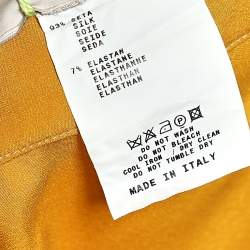 93% SETA
SILK
SOIE
SEIDE
SEDA
7% ELASTAN
ELASTANE
ELASTHANNE
ELASTHAN
DO NOT WASH
DO NOT BLEACH
COOL IRON / DRY CLEAN
DO NOT TUMBLE DRY
MADE IN ITALY